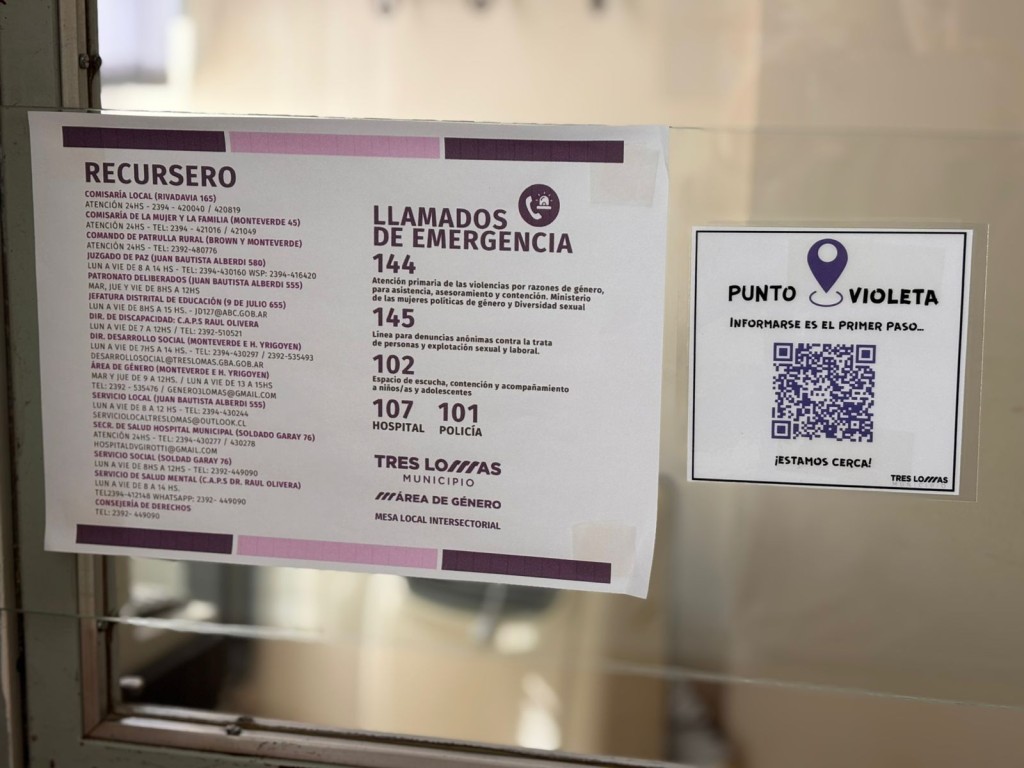 RECURSERO
COMISARÍA LOCAL (RIVADAVIA 165)
ATENCIÓN 24HS - 2394 - 420040 / 420819
COMISARÍA DE LA MUJER Y LA FAMILIA (MONTEVERDE 45)
ATENCIÓN 24HS - TEL: 2394 - 421016 / 421049
COMANDO DE PATRULLA RURAL (BROWN Y MONTEVERDE)
ATENCIÓN 24HS - TEL: 2392-480776
JUZGADO DE PAZ (JUAN BAUTISTA ALBERDI 580)
LUN A VIE DE 8 A 14 HS - TEL: 2394-430160 WSP: 2394-416420
PATRONATO DELIBERADOS (JUAN BAUTISTA ALBERDI 555)
MAR, JUE Y VIE DE 8HS A 12HS
JEFATURA DISTRITAL DE EDUCACIÓN (9 DE JULIO 655)
LUN A VIE DE 8HS A 15 HS. - JD127@ABC.GOB.AR
DIR. DE DISCAPACIDAD: C.A.P.S RAUL OLIVERA
LUN A VIE DE 7 A 12HS / TEL: 2392-510521
DIR. DESARROLLO SOCIAL (MONTEVERDE E H. YRIGOYEN)
LUN A VIE DE 7HS A 14 HS. - TEL: 2394-430297 / 2392-535493
DESARROLLOSOCIAL@TRESLOMAS.GBA.GOB.AR
ÁREA DE GÉNERO (MONTEVERDE E H. YRIGOYEN)
MAR Y JUE DE 9 A 12HS. / LUN A VIE DE 13 A 15HS
TEL: 2392 - 535476 / GENERO3LOMAS@GMAIL.COM
SERVICIO LOCAL (JUAN BAUTISTA ALBERDI 555)
LUN A VIE DE 8 A 12 HS - TEL: 2394-430244
SERVICIOLOCALTRESLOMAS@OUTLOOK.CL
SECR. DE SALUD HOSPITAL MUNICIPAL (SOLDADO GARAY 76)
ATENCIÓN 24HS - TEL: 2394-430277 / 430278
HOSPITALDVGIROTTI@GMAIL.COM
SERVICIO SOCIAL (SOLDAD GARAY 76)
LUN A VIE DE 8HS A 12HS - TEL: 2392-449090
SERVICIO DE SALUD MENTAL (C.A.P.S DR. RAUL OLIVERA)
LUN A VIE DE 8 A 14 HS.
TEL2394-412148 WHATSAPP: 2392- 449090
CONSEJERÍA DE DERECHOS
TEL: 2392- 449090
LLAMADOS
DE EMERGENCIA
144
Atención primaria de las violencias por razones de género,
para asistencia, asesoramiento y contención. Ministerio
de las mujeres políticas de género y Diversidad sexual
145
Línea para denuncias anónimas contra la trata
de personas y explotación sexual y laboral.
102
Espacio de escucha, contención y acompañamiento
a niños/as y adolescentes
107 101
HOSPITAL POLICÍA
TRES LOMAS
MUNICIPIO
ÁREA DE GÉNERO
MESA LOCAL INTERSECTORIAL
PUNTO VIOLETA
INFORMARSE ES EL PRIMER PASO...
¡ESTAMOS CERCA!
TRES LOMAS